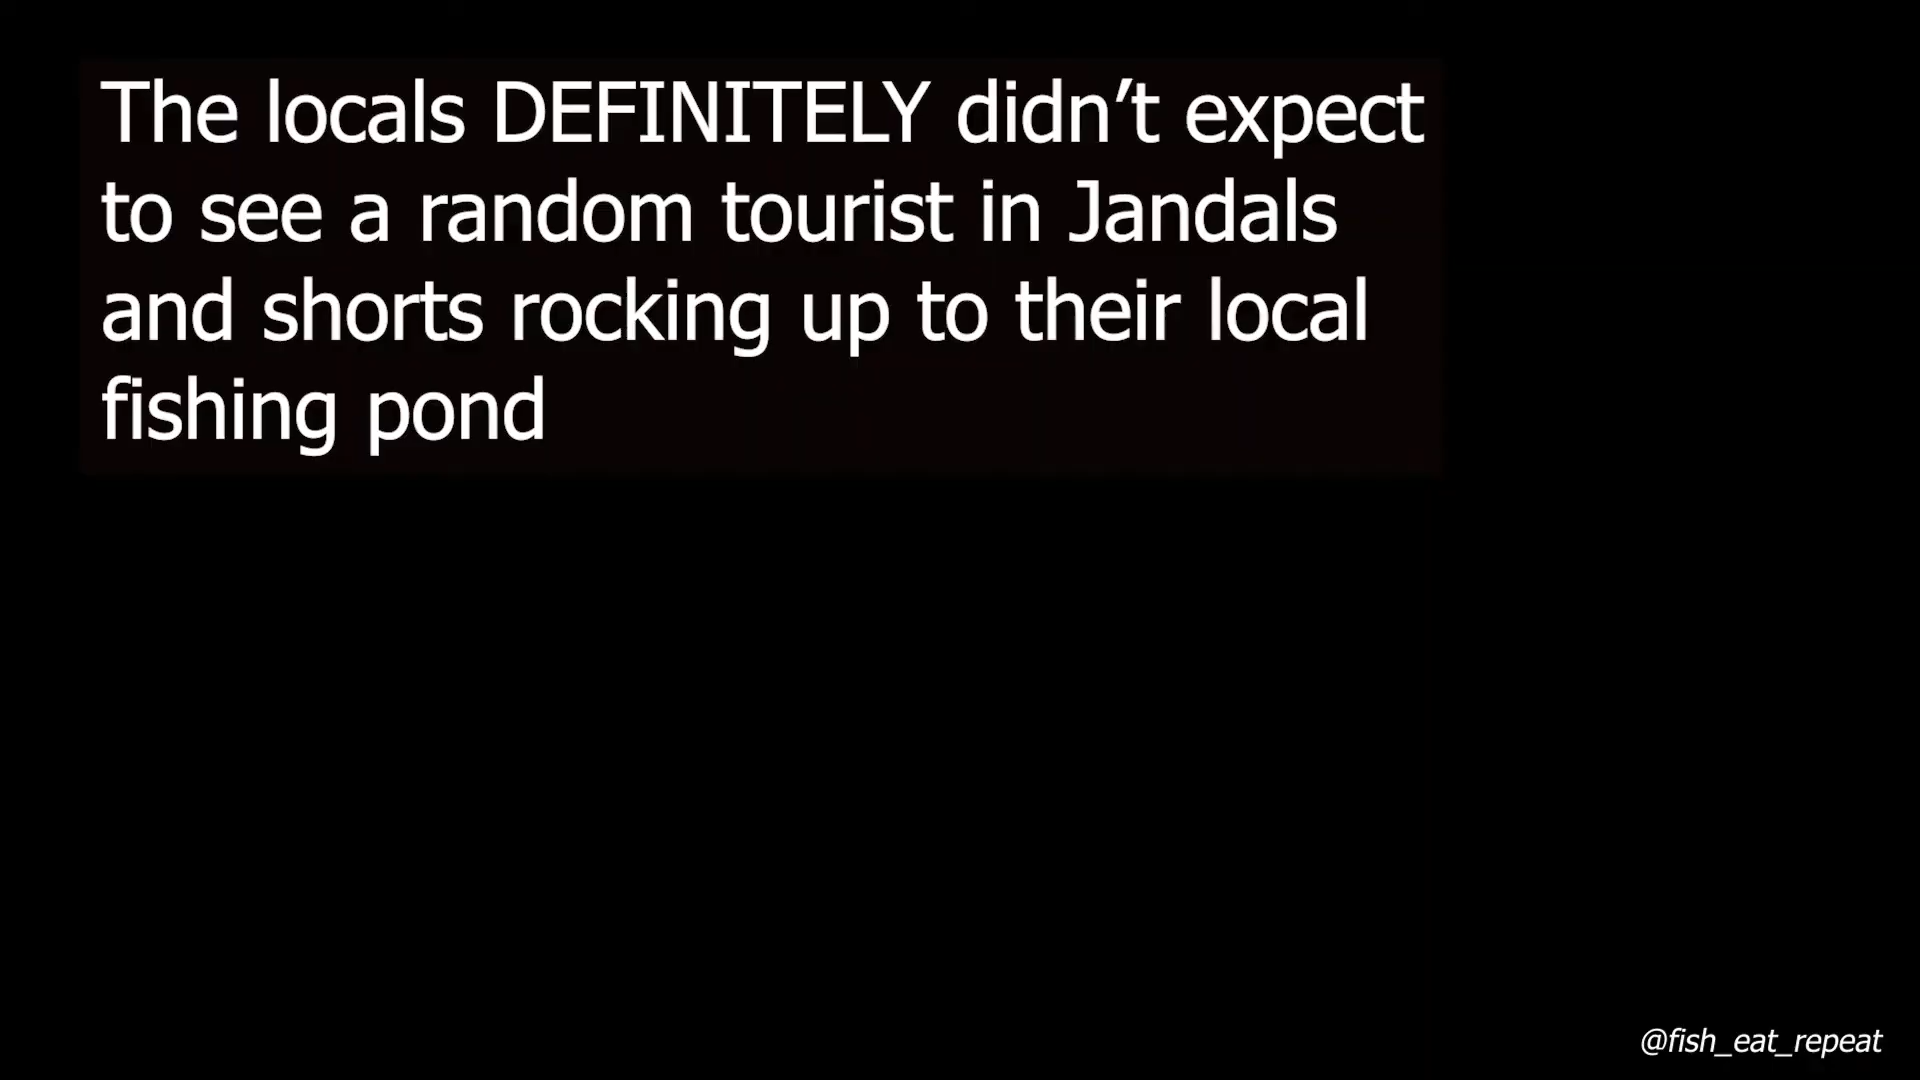 The locals DEFINITELY didn’t expect
to see a random tourist in Jandals
and shorts rocking up to their local
fishing pond
@fish_eat_repeat